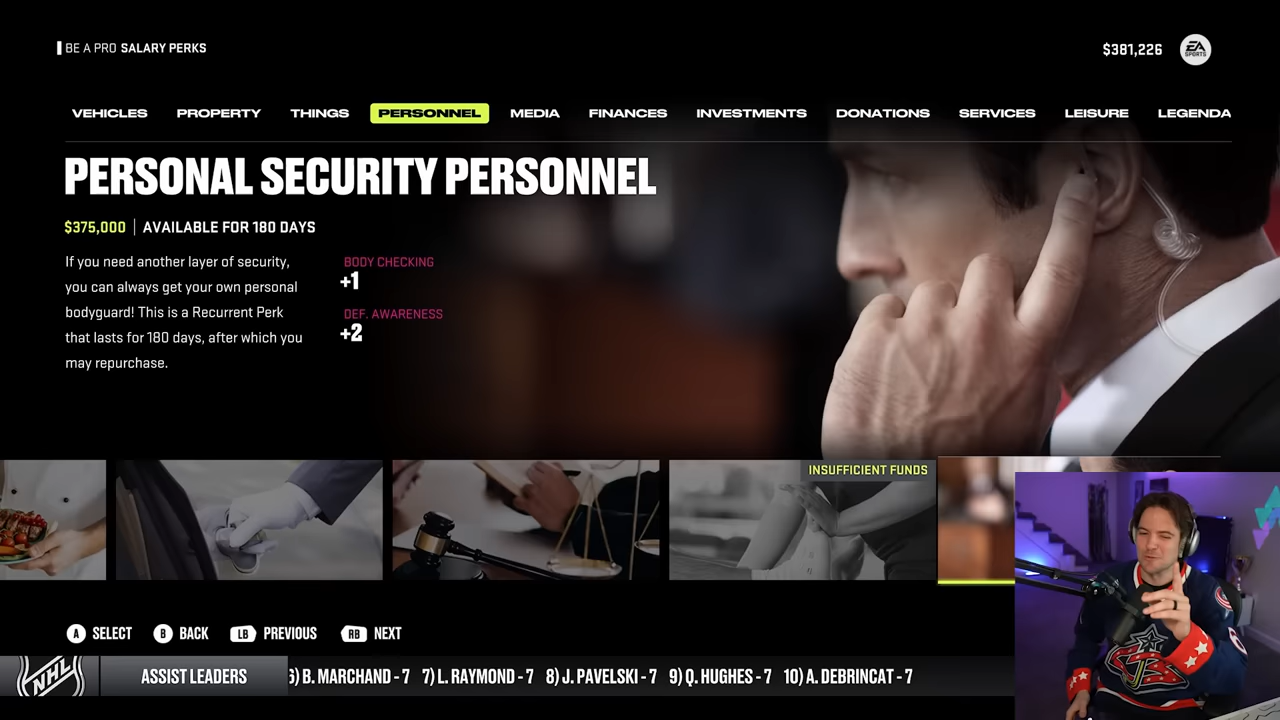 BE A PRO SALARY PERKS
$381,226
EA SPORTS
VEHICLES PROPERTY THINGS PERSONNEL MEDIA FINANCES INVESTMENTS DONATIONS SERVICES LEISURE LEGENDA
PERSONAL SECURITY PERSONNEL
$375,000 | AVAILABLE FOR 180 DAYS
If you need another layer of security,
you can always get your own personal
bodyguard! This is a Recurrent Perk
that lasts for 180 days, after which you
may repurchase.
BODY CHECKING
+1
DEF. AWARENESS
+2
INSUFFICIENT FUNDS
A SELECT B BACK LB PREVIOUS RB NEXT
NHL ASSIST LEADERS 6) B. MARCHAND - 7 7) L. RAYMOND - 7 8) J. PAVELSKI - 7 9) Q. HUGHES - 7 10) A. DEBRINCAT - 7